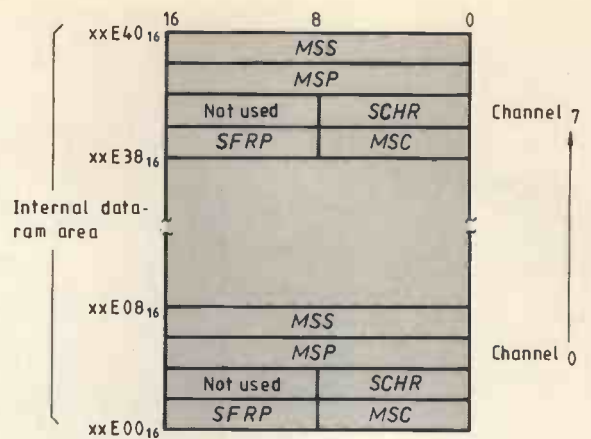 16 8 0
xxE40₁₆
MSS
MSP
Not used SCHR Channel 7
SFRP MSC
xxE38₁₆
Internal data-
ram area
xxE08₁₆
MSS
MSP Channel 0
Not used SCHR
SFRP MSC
xxE00₁₆